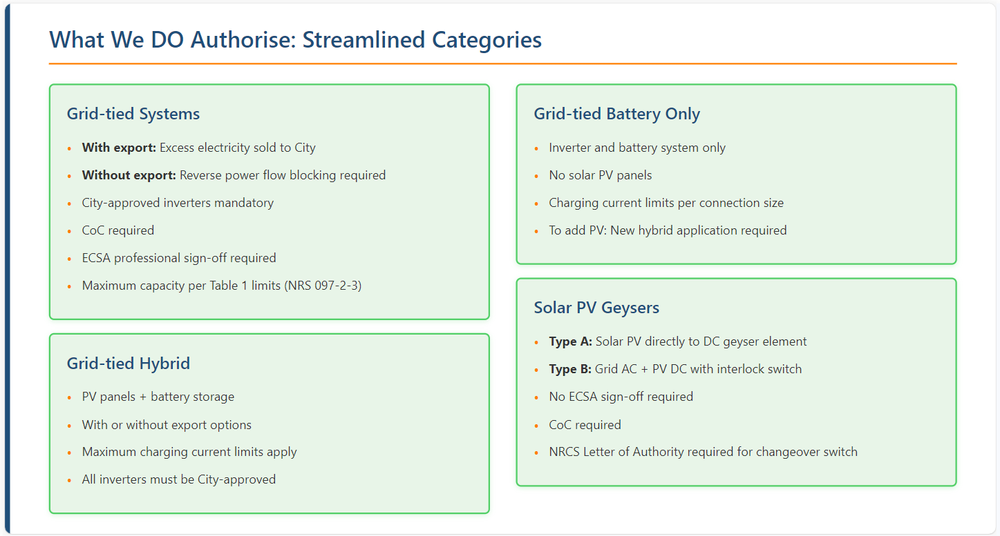 What We DO Authorise: Streamlined Categories
Grid-tied Systems
• With export: Excess electricity sold to City
• Without export: Reverse power flow blocking required
• City-approved inverters mandatory
• CoC required
• ECSA professional sign-off required
• Maximum capacity per Table 1 limits (NRS 097-2-3)
Grid-tied Hybrid
• PV panels + battery storage
• With or without export options
• Maximum charging current limits apply
• All inverters must be City-approved
Grid-tied Battery Only
• Inverter and battery system only
• No solar PV panels
• Charging current limits per connection size
• To add PV: New hybrid application required
Solar PV Geysers
• Type A: Solar PV directly to DC geyser element
• Type B: Grid AC + PV DC with interlock switch
• No ECSA sign-off required
• CoC required
• NRCS Letter of Authority required for changeover switch